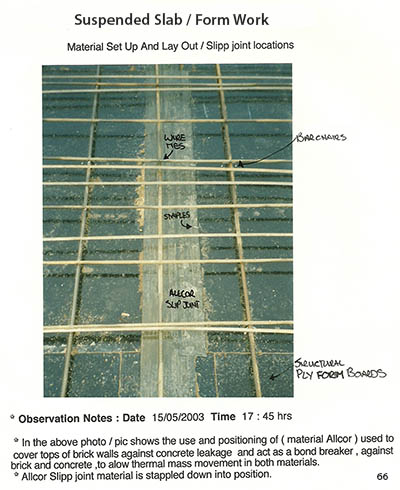 Suspended Slab / Form Work
Material Set Up And Lay Out / Slipp joint locations
WIRE
MES
BARCHAIRS
STAPLES
ALLCOR
SLIP JOINT
STRUCTURAL
PLY FORM BOARDS
* Observation Notes : Date 15/05/2003 Time 17 : 45 hrs
* In the above photo / pic shows the use and positioning of ( material Allcor ) used to
cover tops of brick walls against concrete leakage and act as a bond breaker , against
brick and concrete ,to alow thermal mass movement in both materials.
* Allcor Slipp joint material is stappled down into position.
66